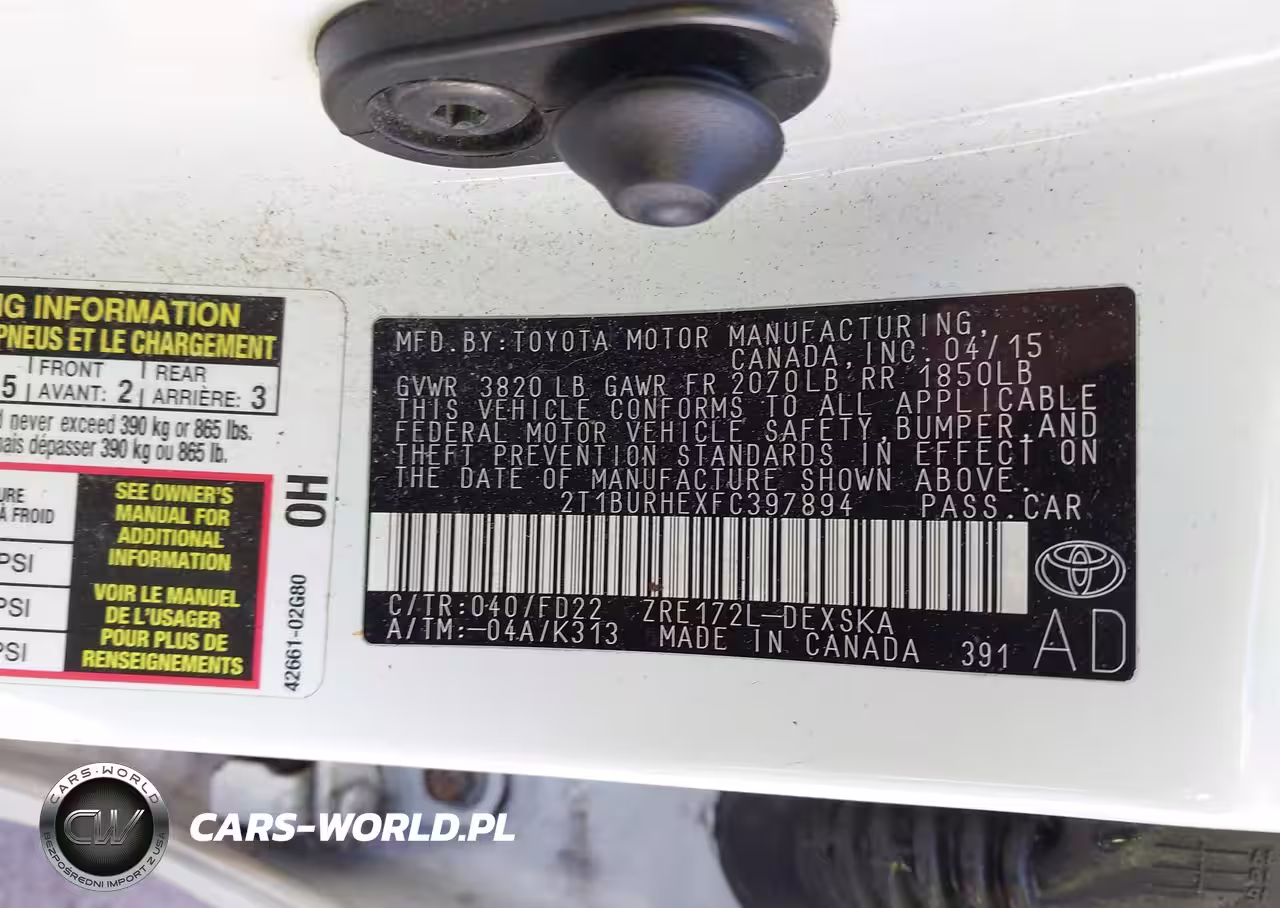 NG INFORMATION
PNEUS ET LE CHARGEMENT
5 FRONT REAR
AVANT: 2 ARRIÈRE: 3
never exceed 390 kg or 865 lbs.
dépasser 390 kg ou 865 lb.
À FROID
PSI
PSI
PSI
SEE OWNER'S
MANUAL FOR
ADDITIONAL
INFORMATION
VOIR LE MANUEL
DE L'USAGER
POUR PLUS DE
RENSEIGNEMENTS
0H
42661-02G80
MFD.BY:TOYOTA MOTOR MANUFACTURING,
CANADA,INC.04/15
GVWR 3820 LB GAWR FR 2070LB RR 1850LB
THIS VEHICLE CONFORMS TO ALL APPLICABLE
FEDERAL MOTOR VEHICLE SAFETY,BUMPER,AND
THEFT PREVENTION STANDARDS IN EFFECT ON
THE DATE OF MANUFACTURE SHOWN ABOVE.
2T1BURHEXFC397894 PASS.CAR
C/TR:040/FD22 ZRE172L-DEXSKA
A/TM:-04A/K313 MADE IN CANADA 391
AD
CARS-WORLD
CW
BEZPOŚREDNI IMPORT Z USA
CARS-WORLD.PL